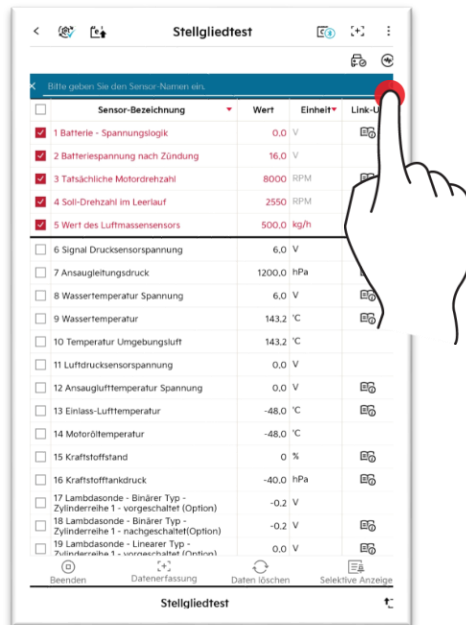 Stellgliedtest
Bitte geben Sie den Sensor-Namen ein.
Sensor-Bezeichnung Wert Einheit Link-U
1 Batterie - Spannungslogik 0,0 V
2 Batteriespannung nach Zündung 16,0 V
3 Tatsächliche Motordrehzahl 8000 RPM
4 Soll-Drehzahl im Leerlauf 2550 RPM
5 Wert des Luftmassensensors 500,0 kg/h
6 Signal Drucksensorspannung 6,0 V
7 Ansaugleitungsdruck 1200,0 hPa
8 Wassertemperatur Spannung 6,0 V
9 Wassertemperatur 143,2 ℃
10 Temperatur Umgebungsluft 143,2 ℃
11 Luftdrucksensorspannung 0,0 V
12 Ansauglufttemperatur Spannung 0,0 V
13 Einlass-Lufttemperatur -48,0 ℃
14 Motoröltemperatur -48,0 ℃
15 Kraftstoffstand 0 %
16 Kraftstofftankdruck -40,0 hPa
17 Lambdasonde - Binärer Typ -
Zylinderreihe 1 - vorgeschaltet (Option) -0,2 V
18 Lambdasonde - Binärer Typ -
Zylinderreihe 1 - nachgeschaltet(Option) -0,2 V
19 Lambdasonde - Linearer Typ -
Zylinderreihe 1 - vorgeschaltet (Option) 0,0 V
Beenden Datenerfassung Daten löschen Selektive Anzeige
Stellgliedtest